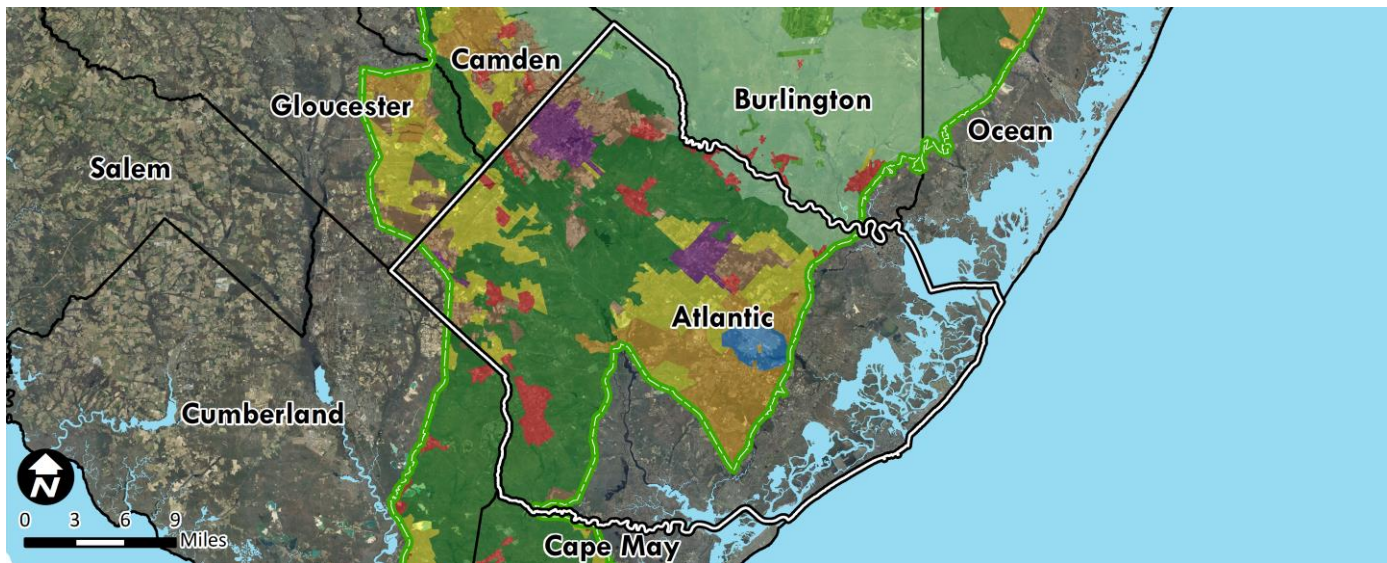 Camden
Gloucester
Burlington
Ocean
Salem
Atlantic
Cumberland
N
0 3 6 9
Miles
Cape May